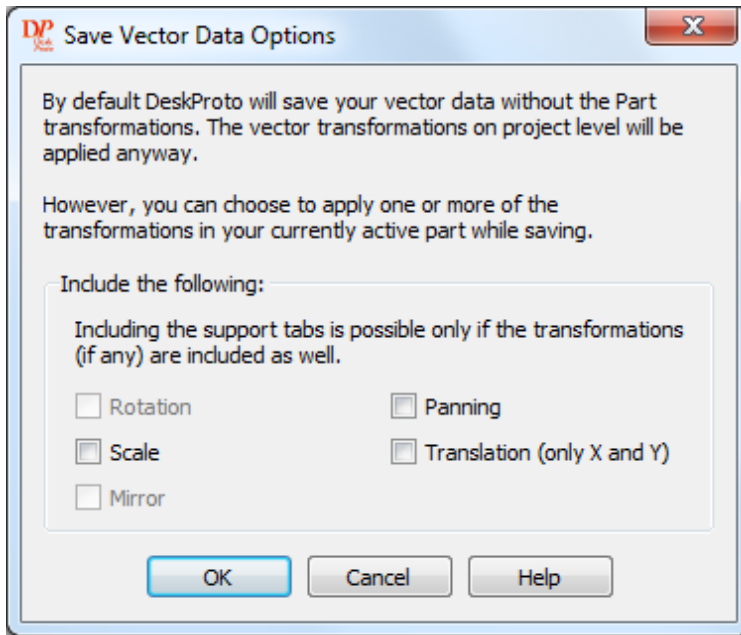 DP
Save Vector Data Options
By default DeskProto will save your vector data without the Part
transformations. The vector transformations on project level will be
applied anyway.
However, you can choose to apply one or more of the
transformations in your currently active part while saving.
Include the following:
Including the support tabs is possible only if the transformations
(if any) are included as well.
Rotation
Panning
Scale
Translation (only X and Y)
Mirror
OK
Cancel
Help